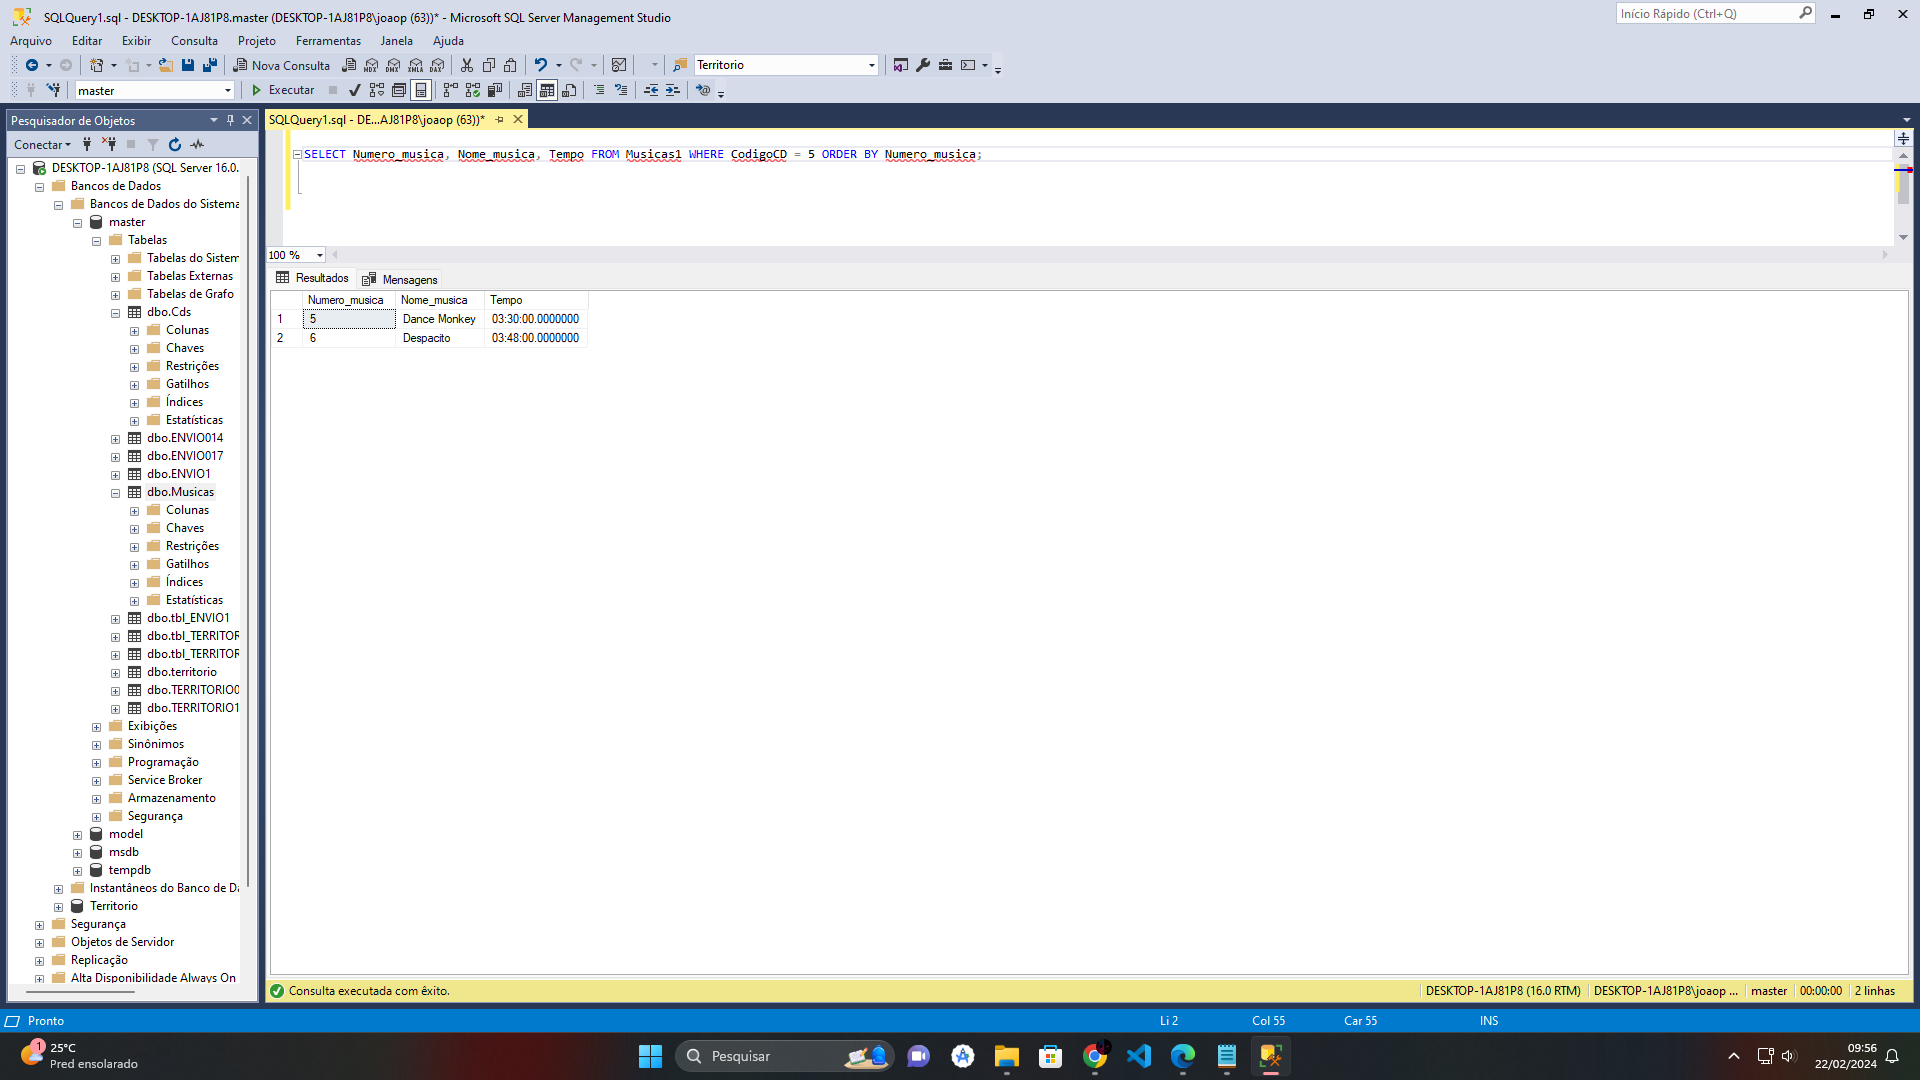 SQLQuery1.sql - DESKTOP-1AJ81P8.master (DESKTOP-1AJ81P8\joaop (63))* - Microsoft SQL Server Management Studio
Início Rápido (Ctrl+Q)
Arquivo Editar Exibir Consulta Projeto Ferramentas Janela Ajuda
Nova Consulta
MDX DMX XMLA DAX
Territorio
master
Executar
Pesquisador de Objetos
SQLQuery1.sql - DE...AJ81P8\joaop (63))*
Conectar
SELECT Numero_musica, Nome_musica, Tempo FROM Musicas1 WHERE CodigoCD = 5 ORDER BY Numero_musica;
DESKTOP-1AJ81P8 (SQL Server 16.0.
Bancos de Dados
Bancos de Dados do Sistema
master
Tabelas
Tabelas do Sistem
Tabelas Externas
Tabelas de Grafo
dbo.Cds
Colunas
Chaves
Restrições
Gatilhos
Índices
Estatísticas
dbo.ENVIO014
dbo.ENVIO017
dbo.ENVIO1
dbo.Musicas
Colunas
Chaves
Restrições
Gatilhos
Índices
Estatísticas
dbo.tbl_ENVIO1
dbo.tbl_TERRITOR
dbo.tbl_TERRITOR
dbo.territorio
dbo.TERRITORIO0
dbo.TERRITORIO1
Exibições
Sinônimos
Programação
Service Broker
Armazenamento
Segurança
model
msdb
tempdb
Instantâneos do Banco de Da
Territorio
Segurança
Objetos de Servidor
Replicação
Alta Disponibilidade Always On
100 %
Resultados Mensagens
Numero_musica Nome_musica Tempo
1 5 Dance Monkey 03:30:00.0000000
2 6 Despacito 03:48:00.0000000
Consulta executada com êxito.
DESKTOP-1AJ81P8 (16.0 RTM) DESKTOP-1AJ81P8\joaop ... master 00:00:00 2 linhas
Pronto
Li 2 Col 55 Car 55 INS
1
25°C
Pred ensolarado
Pesquisar
09:56
22/02/2024